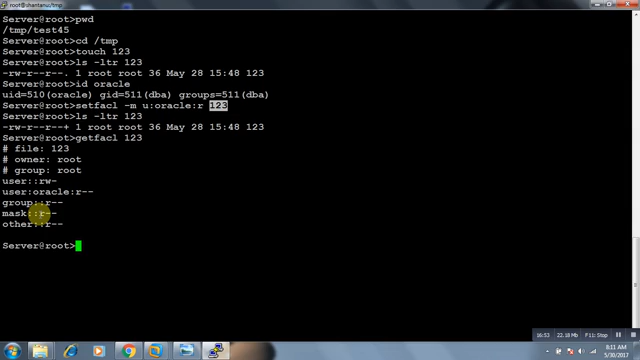 root@shantanu:/tmp
Server@root>pwd
/tmp/test45
Server@root>cd /tmp
Server@root>touch 123
Server@root>ls -ltr 123
-rw-r--r--. 1 root root 36 May 28 15:48 123
Server@root>id oracle
uid=510(oracle) gid=511(dba) groups=511(dba)
Server@root>setfacl -m u:oracle:r 123
Server@root>ls -ltr 123
-rw-r--r--+ 1 root root 36 May 28 15:48 123
Server@root>getfacl 123
# file: 123
# owner: root
# group: root
user::rw-
user:oracle:r--
group::r--
mask::r--
other::r--
Server@root>
16:53
22.18 MB
F11: Stop
8:11 AM
5/30/2017